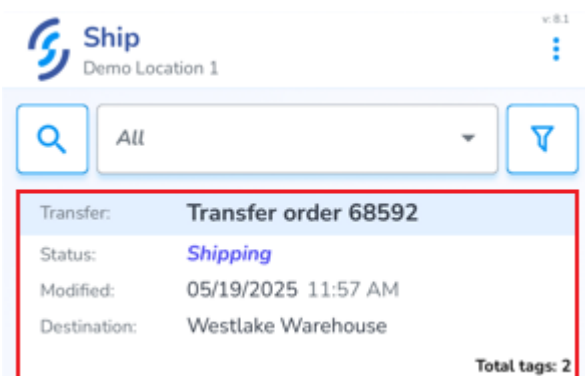 v: 8.1
Ship
Demo Location 1
All
Transfer: Transfer order 68592
Status: Shipping
Modified: 05/19/2025 11:57 AM
Destination: Westlake Warehouse
Total tags: 2